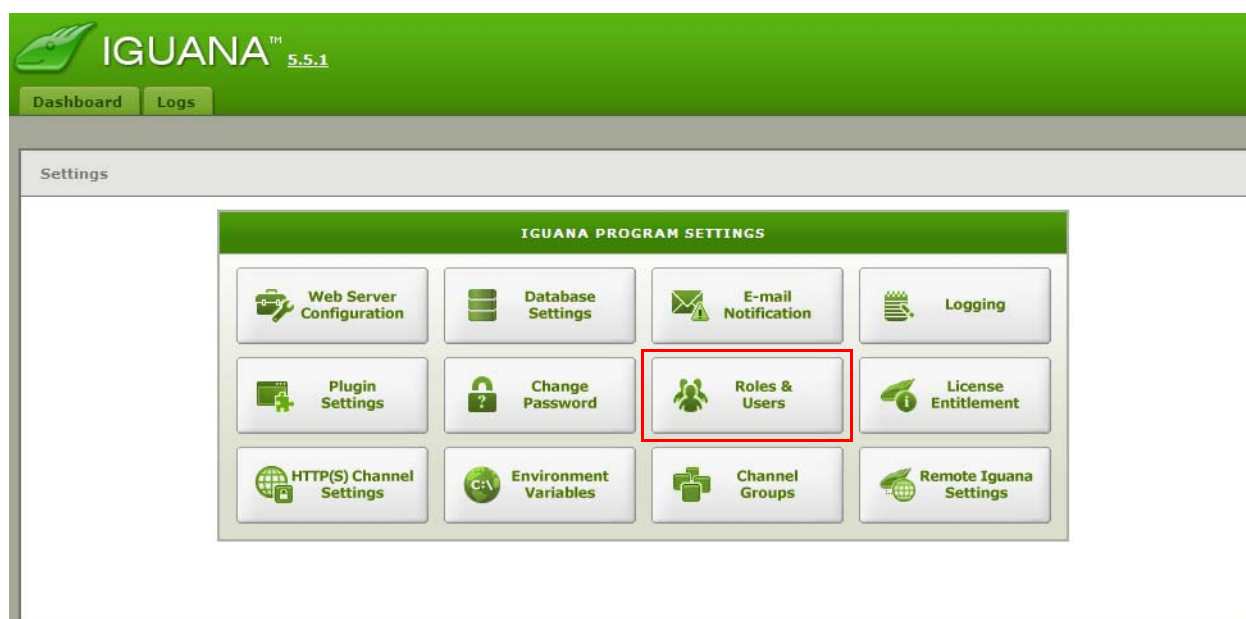 IGUANA™ 5.5.1
Dashboard Logs
Settings
IGUANA PROGRAM SETTINGS
Web Server
Configuration
Database
Settings
E-mail
Notification
Logging
Plugin
Settings
?
Change
Password
Roles &
Users
i
License
Entitlement
HTTP(S) Channel
Settings
C:\
Environment
Variables
Channel
Groups
Remote Iguana
Settings